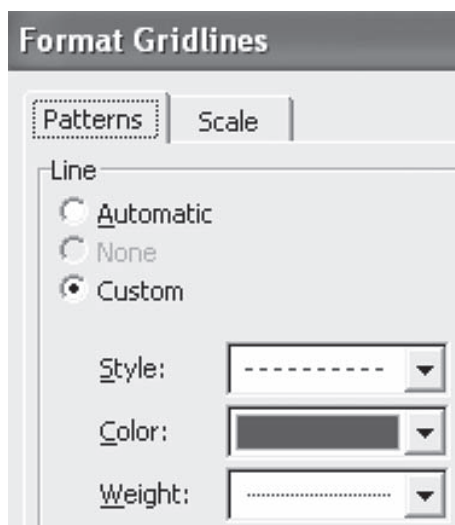 Format Gridlines
Patterns Scale
Line
Automatic
None
Custom
Style:
Color:
Weight: